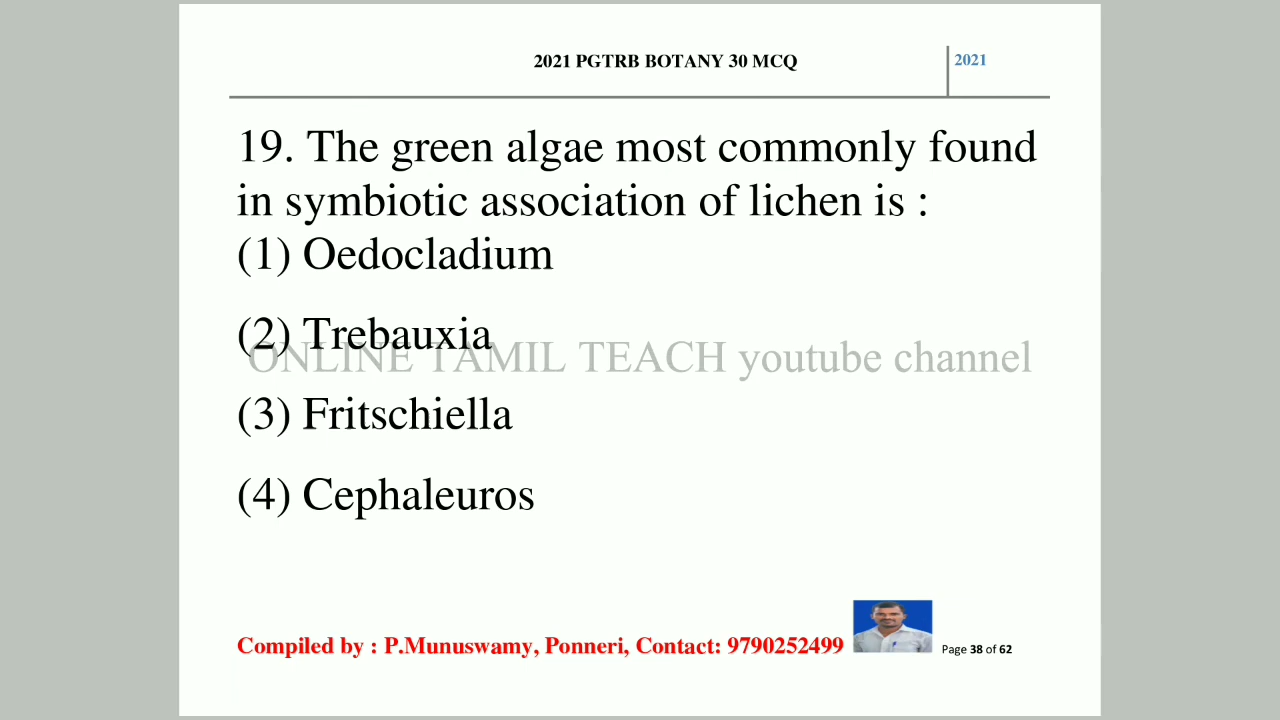 2021 PGTRB BOTANY 30 MCQ
2021
19. The green algae most commonly found
in symbiotic association of lichen is :
(1) Oedocladium
(2) Trebauxia
ONLINE TAMIL TEACH youtube channel
(3) Fritschiella
(4) Cephaleuros
Compiled by : P.Munuswamy, Ponneri, Contact: 9790252499
Page 38 of 62